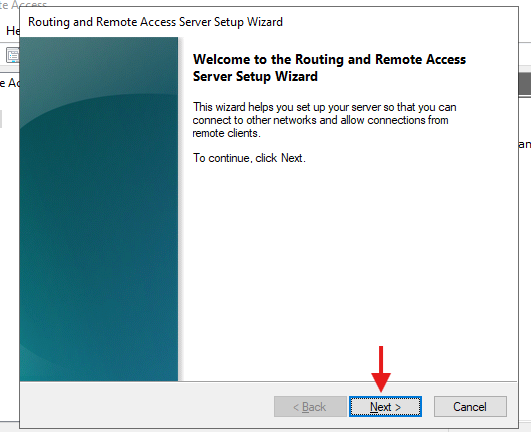 e Access
Routing and Remote Access Server Setup Wizard
He
Welcome to the Routing and Remote Access
Server Setup Wizard
This wizard helps you set up your server so that you can
connect to other networks and allow connections from
remote clients.
To continue, click Next.
e Ac
an
< Back
Next >
Cancel